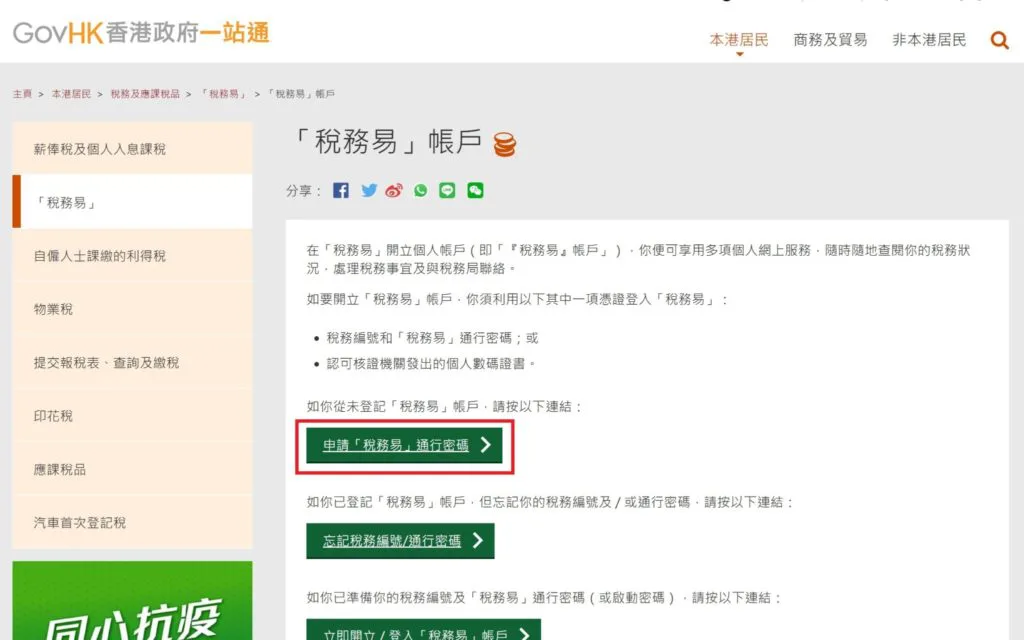 GovHK香港政府一站通
本港居民 商務及貿易 非本港居民
主頁 > 本港居民 > 稅務及應課稅品 > 「稅務易」 > 「稅務易」帳戶
薪俸稅及個人入息課稅
「稅務易」
自僱人士課繳的利得稅
物業稅
提交報稅表、查詢及繳稅
印花稅
應課稅品
汽車首次登記稅
同心抗疫
「稅務易」帳戶
分享：
在「稅務易」開立個人帳戶 ( 即「『稅務易』帳戶」) ，你便可享用多項個人網上服務，隨時隨地查閱你的稅務狀
況，處理稅務事宜及與稅務局聯絡。
如要開立「稅務易」帳戶，你須利用以下其中一項憑證登入「稅務易」：
• 稅務編號和「稅務易」通行密碼；或
• 認可核證機關發出的個人數碼證書。
如你從未登記「稅務易」帳戶，請按以下連結：
申請「稅務易」通行密碼
如你已登記「稅務易」帳戶，但忘記你的稅務編號及 / 或通行密碼，請按以下連結：
忘記稅務編號/通行密碼
如你已準備你的稅務編號及「稅務易」通行密碼 ( 或啟動密碼 ) ，請按以下連結：
立即開立 / 登入「稅務易」帳戶